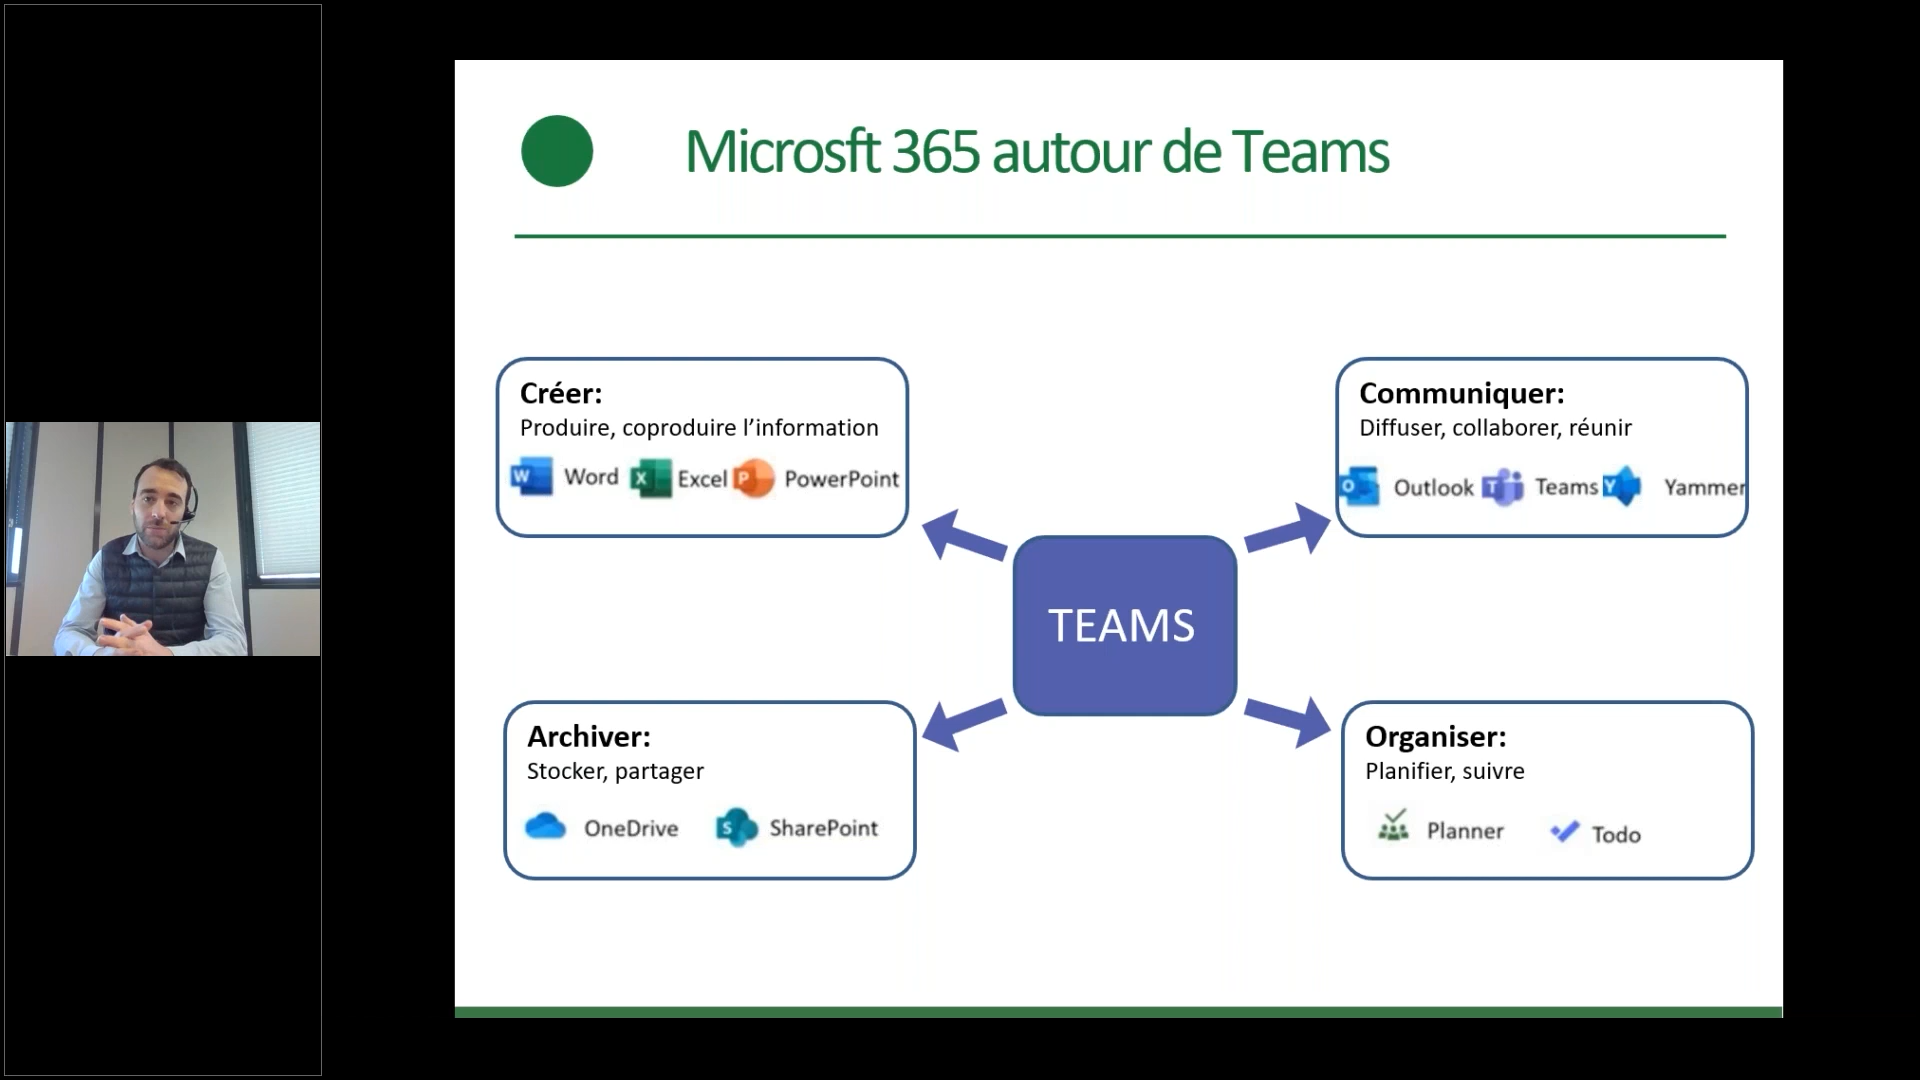 Microsft 365 autour de Teams
Créer:
Produire, coproduire l’information
W Word X Excel P PowerPoint
Communiquer:
Diffuser, collaborer, réunir
O Outlook T Teams Y Yammer
TEAMS
Archiver:
Stocker, partager
OneDrive S SharePoint
Organiser:
Planifier, suivre
Planner Todo